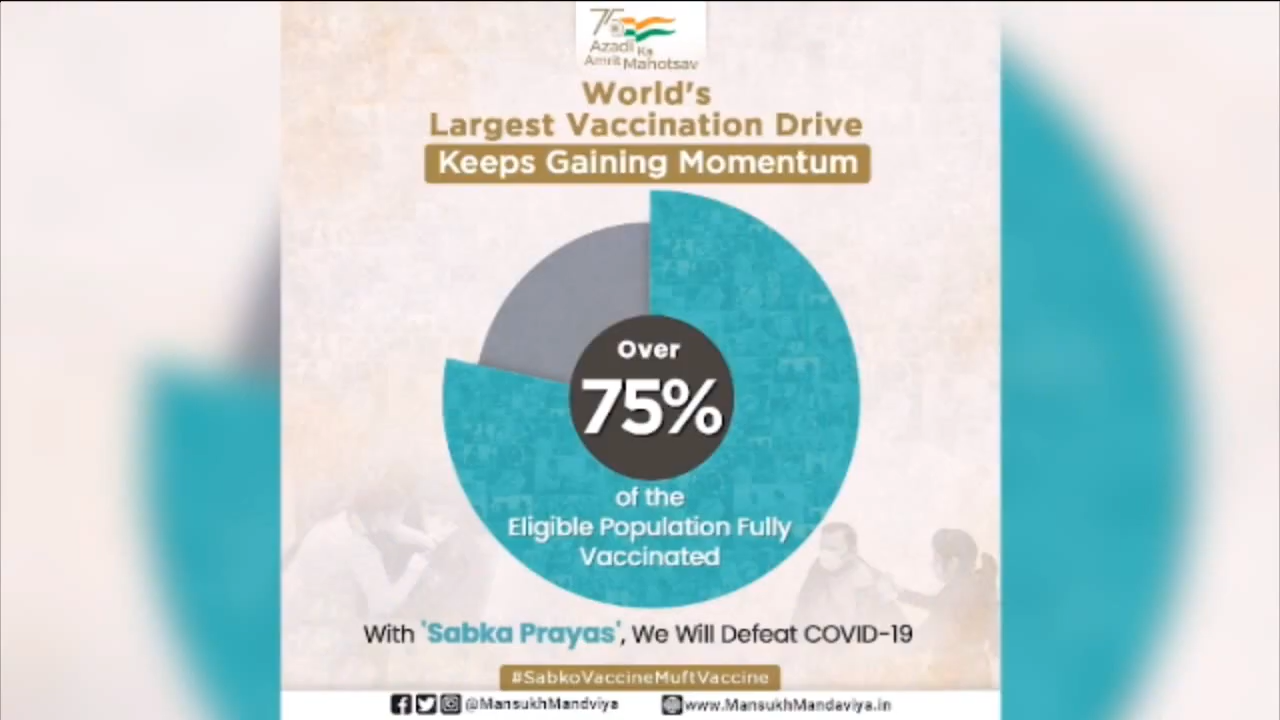 75
Azadi Ka
Amrit Mahotsav
World's
Largest Vaccination Drive
Keeps Gaining Momentum
Over
75%
of the
Eligible Population Fully
Vaccinated
With 'Sabka Prayas', We Will Defeat COVID-19
#SabkoVaccineMuftVaccine
@MansukhMandviya www.MansukhMandaviya.in